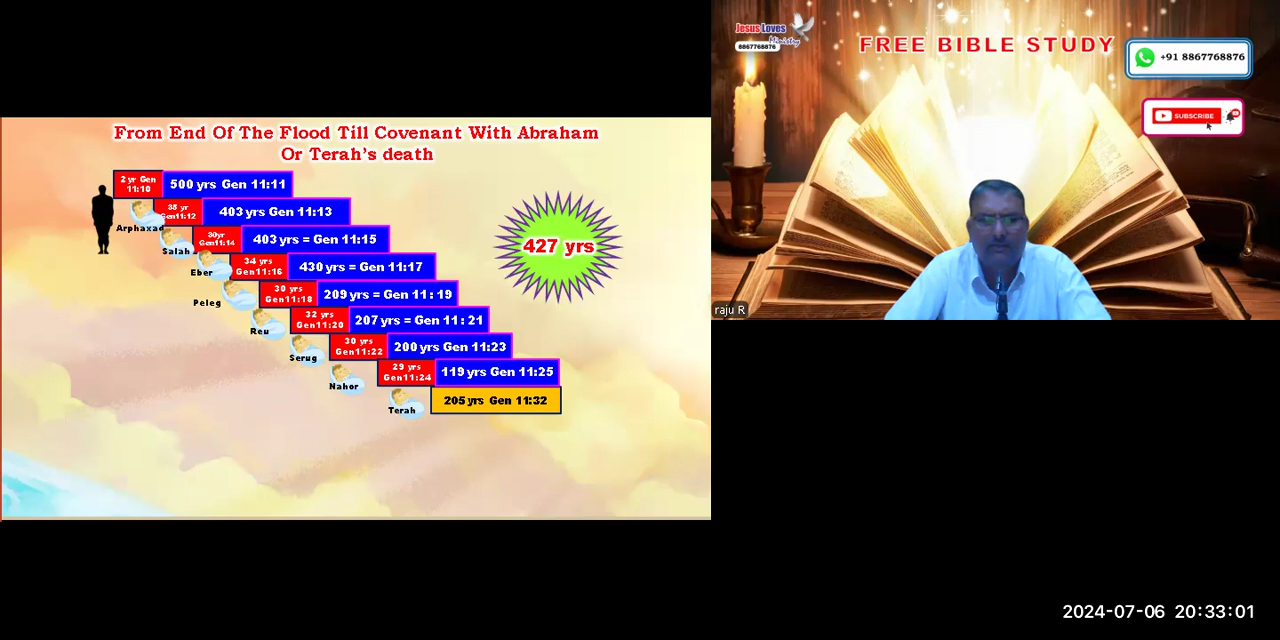 From End Of The Flood Till Covenant With Abraham
Or Terah's death
2 yr Gen
11:10
500 yrs Gen 11:11
35 yr
Gen11:12
403 yrs Gen 11:13
Arphaxad
30yr
Gen11:14
403 yrs = Gen 11:15
Salah
34 yrs
Gen11:16
430 yrs = Gen 11:17
Eber
30 yrs
Gen11:18
209 yrs = Gen 11 : 19
Peleg
32 yrs
Gen11:20
207 yrs = Gen 11 : 21
Reu
30 yrs
Gen11:22
200 yrs Gen 11:23
Serug
29 yrs
Gen11:24
119 yrs Gen 11:25
Nahor
205 yrs Gen 11:32
Terah
427 yrs
Jesus Loves
Ministry
8867768876
FREE BIBLE STUDY
+91 8867768876
SUBSCRIBE
raju R
2024-07-06 20:33:01